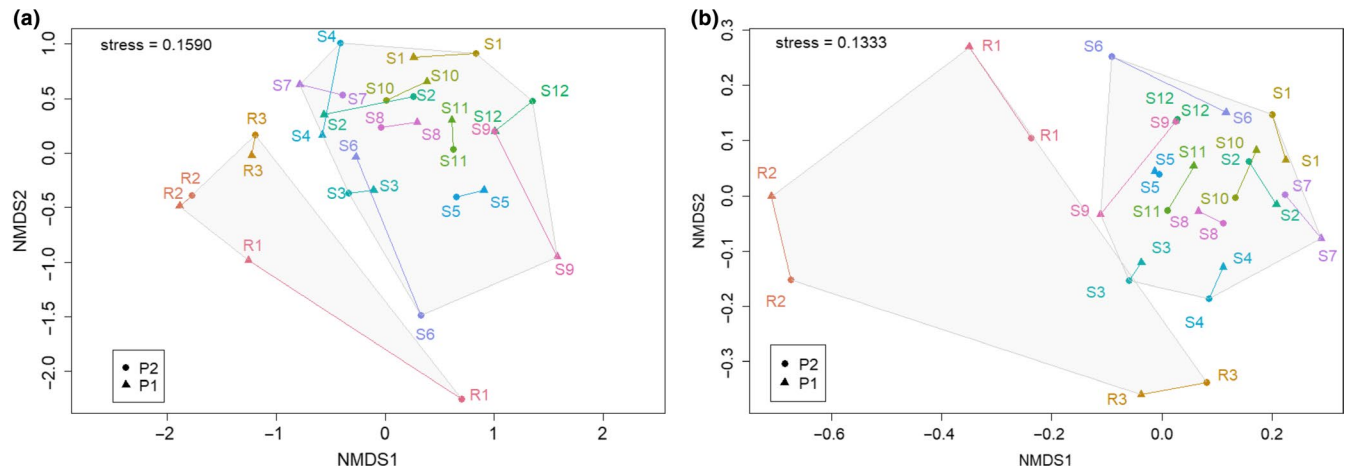 (a)
stress = 0.1590
S4
S1
S1
S7
S7
S10
S10
S2
S2
S12
S12
S11
S11
S8
S8
S9
S4
R3
R3
S6
S3
S3
S5
S5
R2
R2
R1
S9
S6
R1
P2
P1
1.0
0.5
0.0
−0.5
−1.0
−1.5
−2.0
NMDS2
−2
−1
0
1
2
NMDS1
(b)
stress = 0.1333
R1
R1
S6
S6
S12
S12
S9
S1
S1
S11
S10
S2
S5
S5
S7
R2
S9
S11
S10
S2
S8
S8
S7
S3
S4
S3
R2
S4
R3
R3
P2
P1
0.3
0.2
0.1
0.0
−0.1
−0.2
−0.3
NMDS2
−0.6
−0.4
−0.2
0.0
0.2
NMDS1